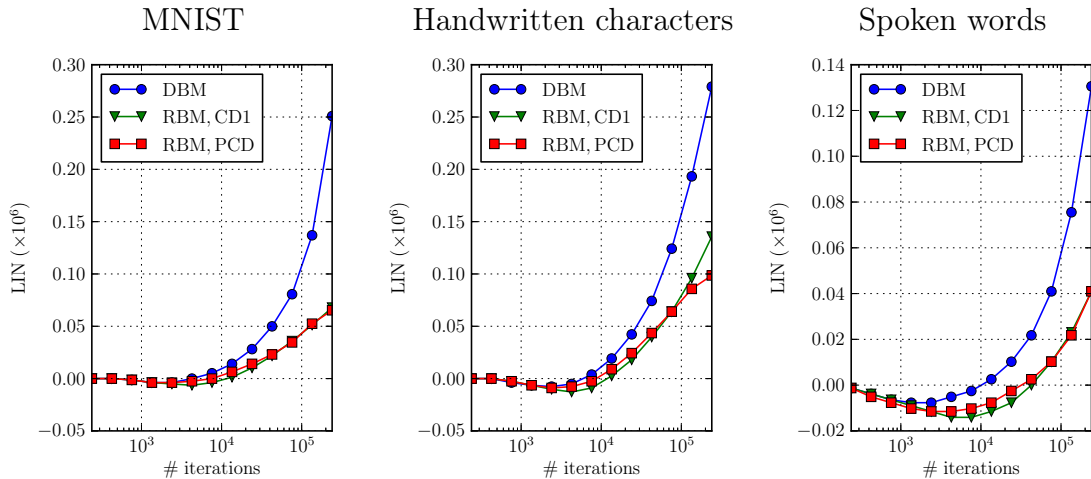 MNIST
LIN (×10⁶)
0.30
0.25
0.20
0.15
0.10
0.05
0.00
−0.05
DBM
RBM, CD1
RBM, PCD
10³ 10⁴ 10⁵
# iterations
Handwritten characters
LIN (×10⁶)
0.30
0.25
0.20
0.15
0.10
0.05
0.00
−0.05
DBM
RBM, CD1
RBM, PCD
10³ 10⁴ 10⁵
# iterations
Spoken words
LIN (×10⁶)
0.14
0.12
0.10
0.08
0.06
0.04
0.02
0.00
−0.02
DBM
RBM, CD1
RBM, PCD
10³ 10⁴ 10⁵
# iterations